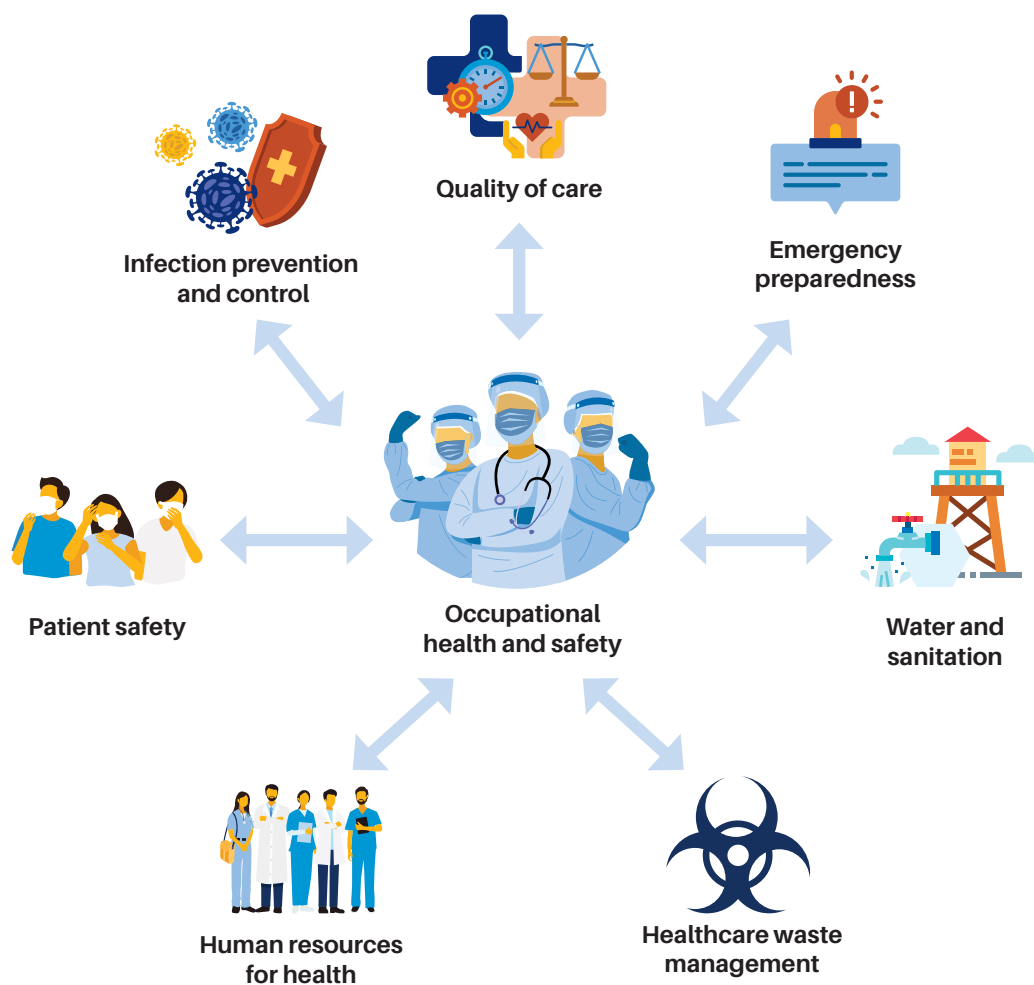 Quality of care
Infection prevention
and control
Emergency
preparedness
Patient safety
Occupational
health and safety
Water and
sanitation
Human resources
for health
Healthcare waste
management